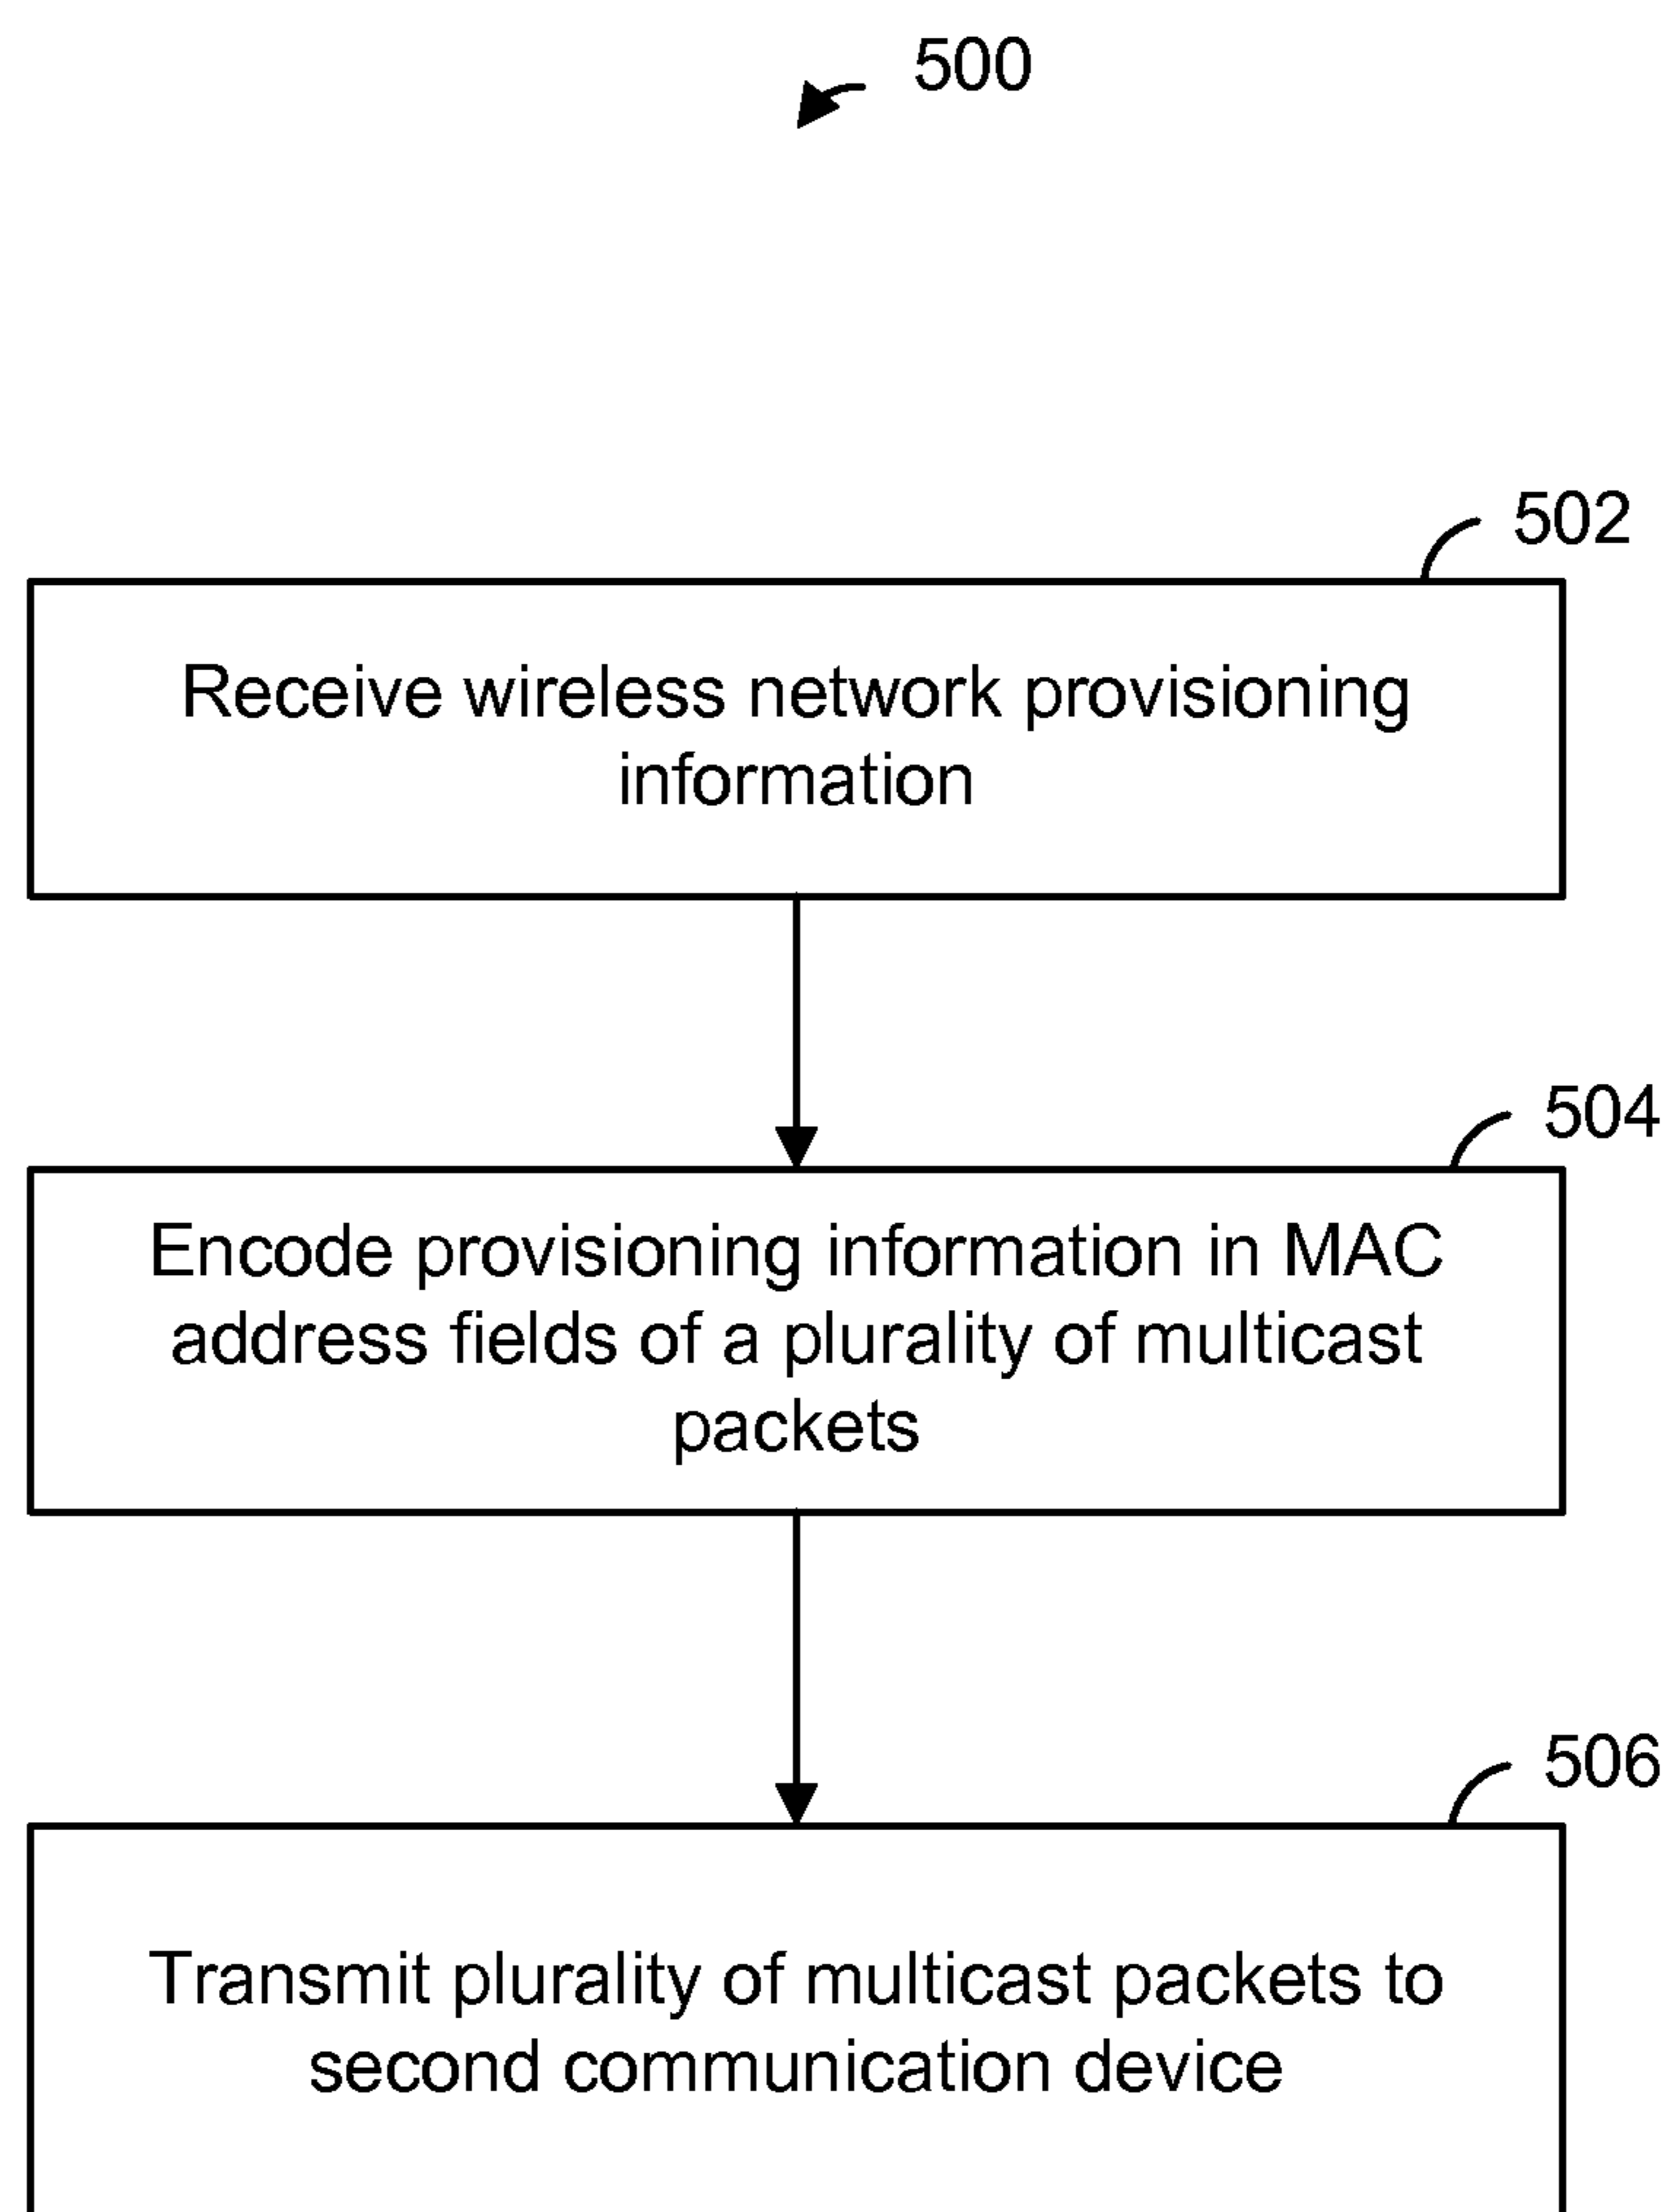 500
502
Receive wireless network provisioning
information
504
Encode provisioning information in MAC
address fields of a plurality of multicast
packets
506
Transmit plurality of multicast packets to
second communication device